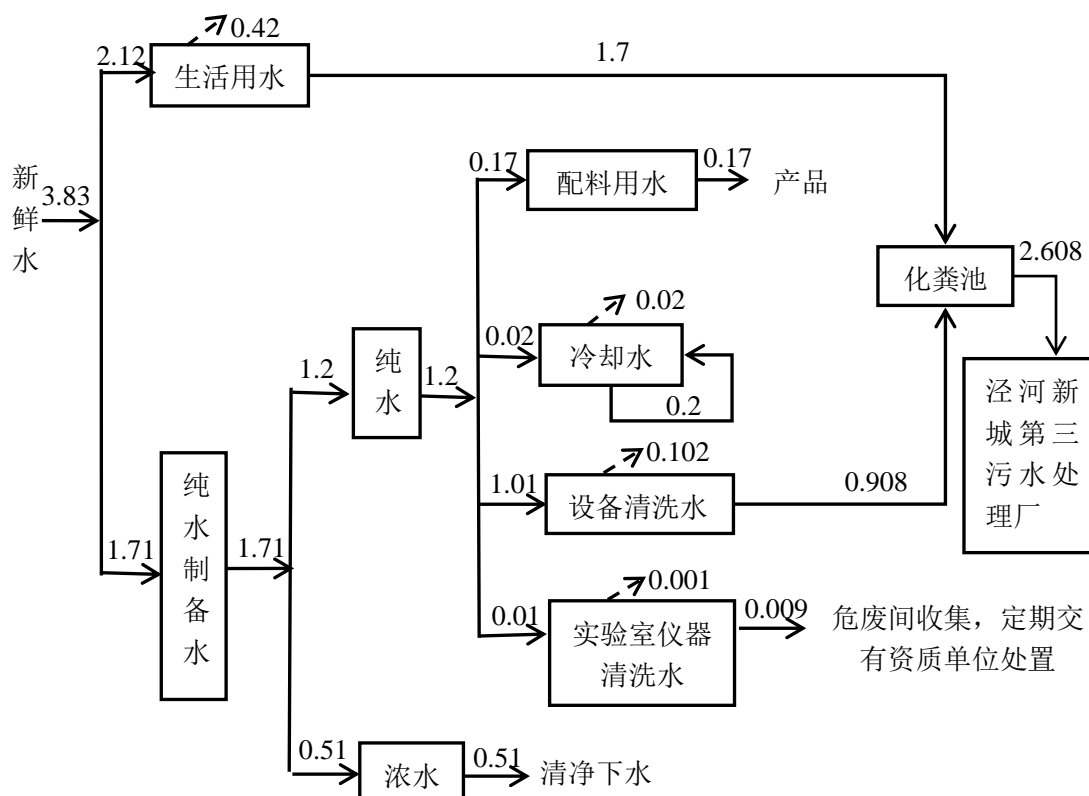 0.42
2.12
生活用水
1.7
新
鲜
水
3.83
0.17
配料用水
0.17
产品
化粪池
2.608
0.02
0.02
冷却水
0.2
1.2
纯
水
1.2
泾河新
城第三
污水处
理厂
0.102
1.01
设备清洗水
0.908
1.71
纯
水
制
备
水
1.71
0.001
0.01
实验室仪器
清洗水
0.009
危废间收集，定期交
有资质单位处置
0.51
浓水
0.51
清净下水